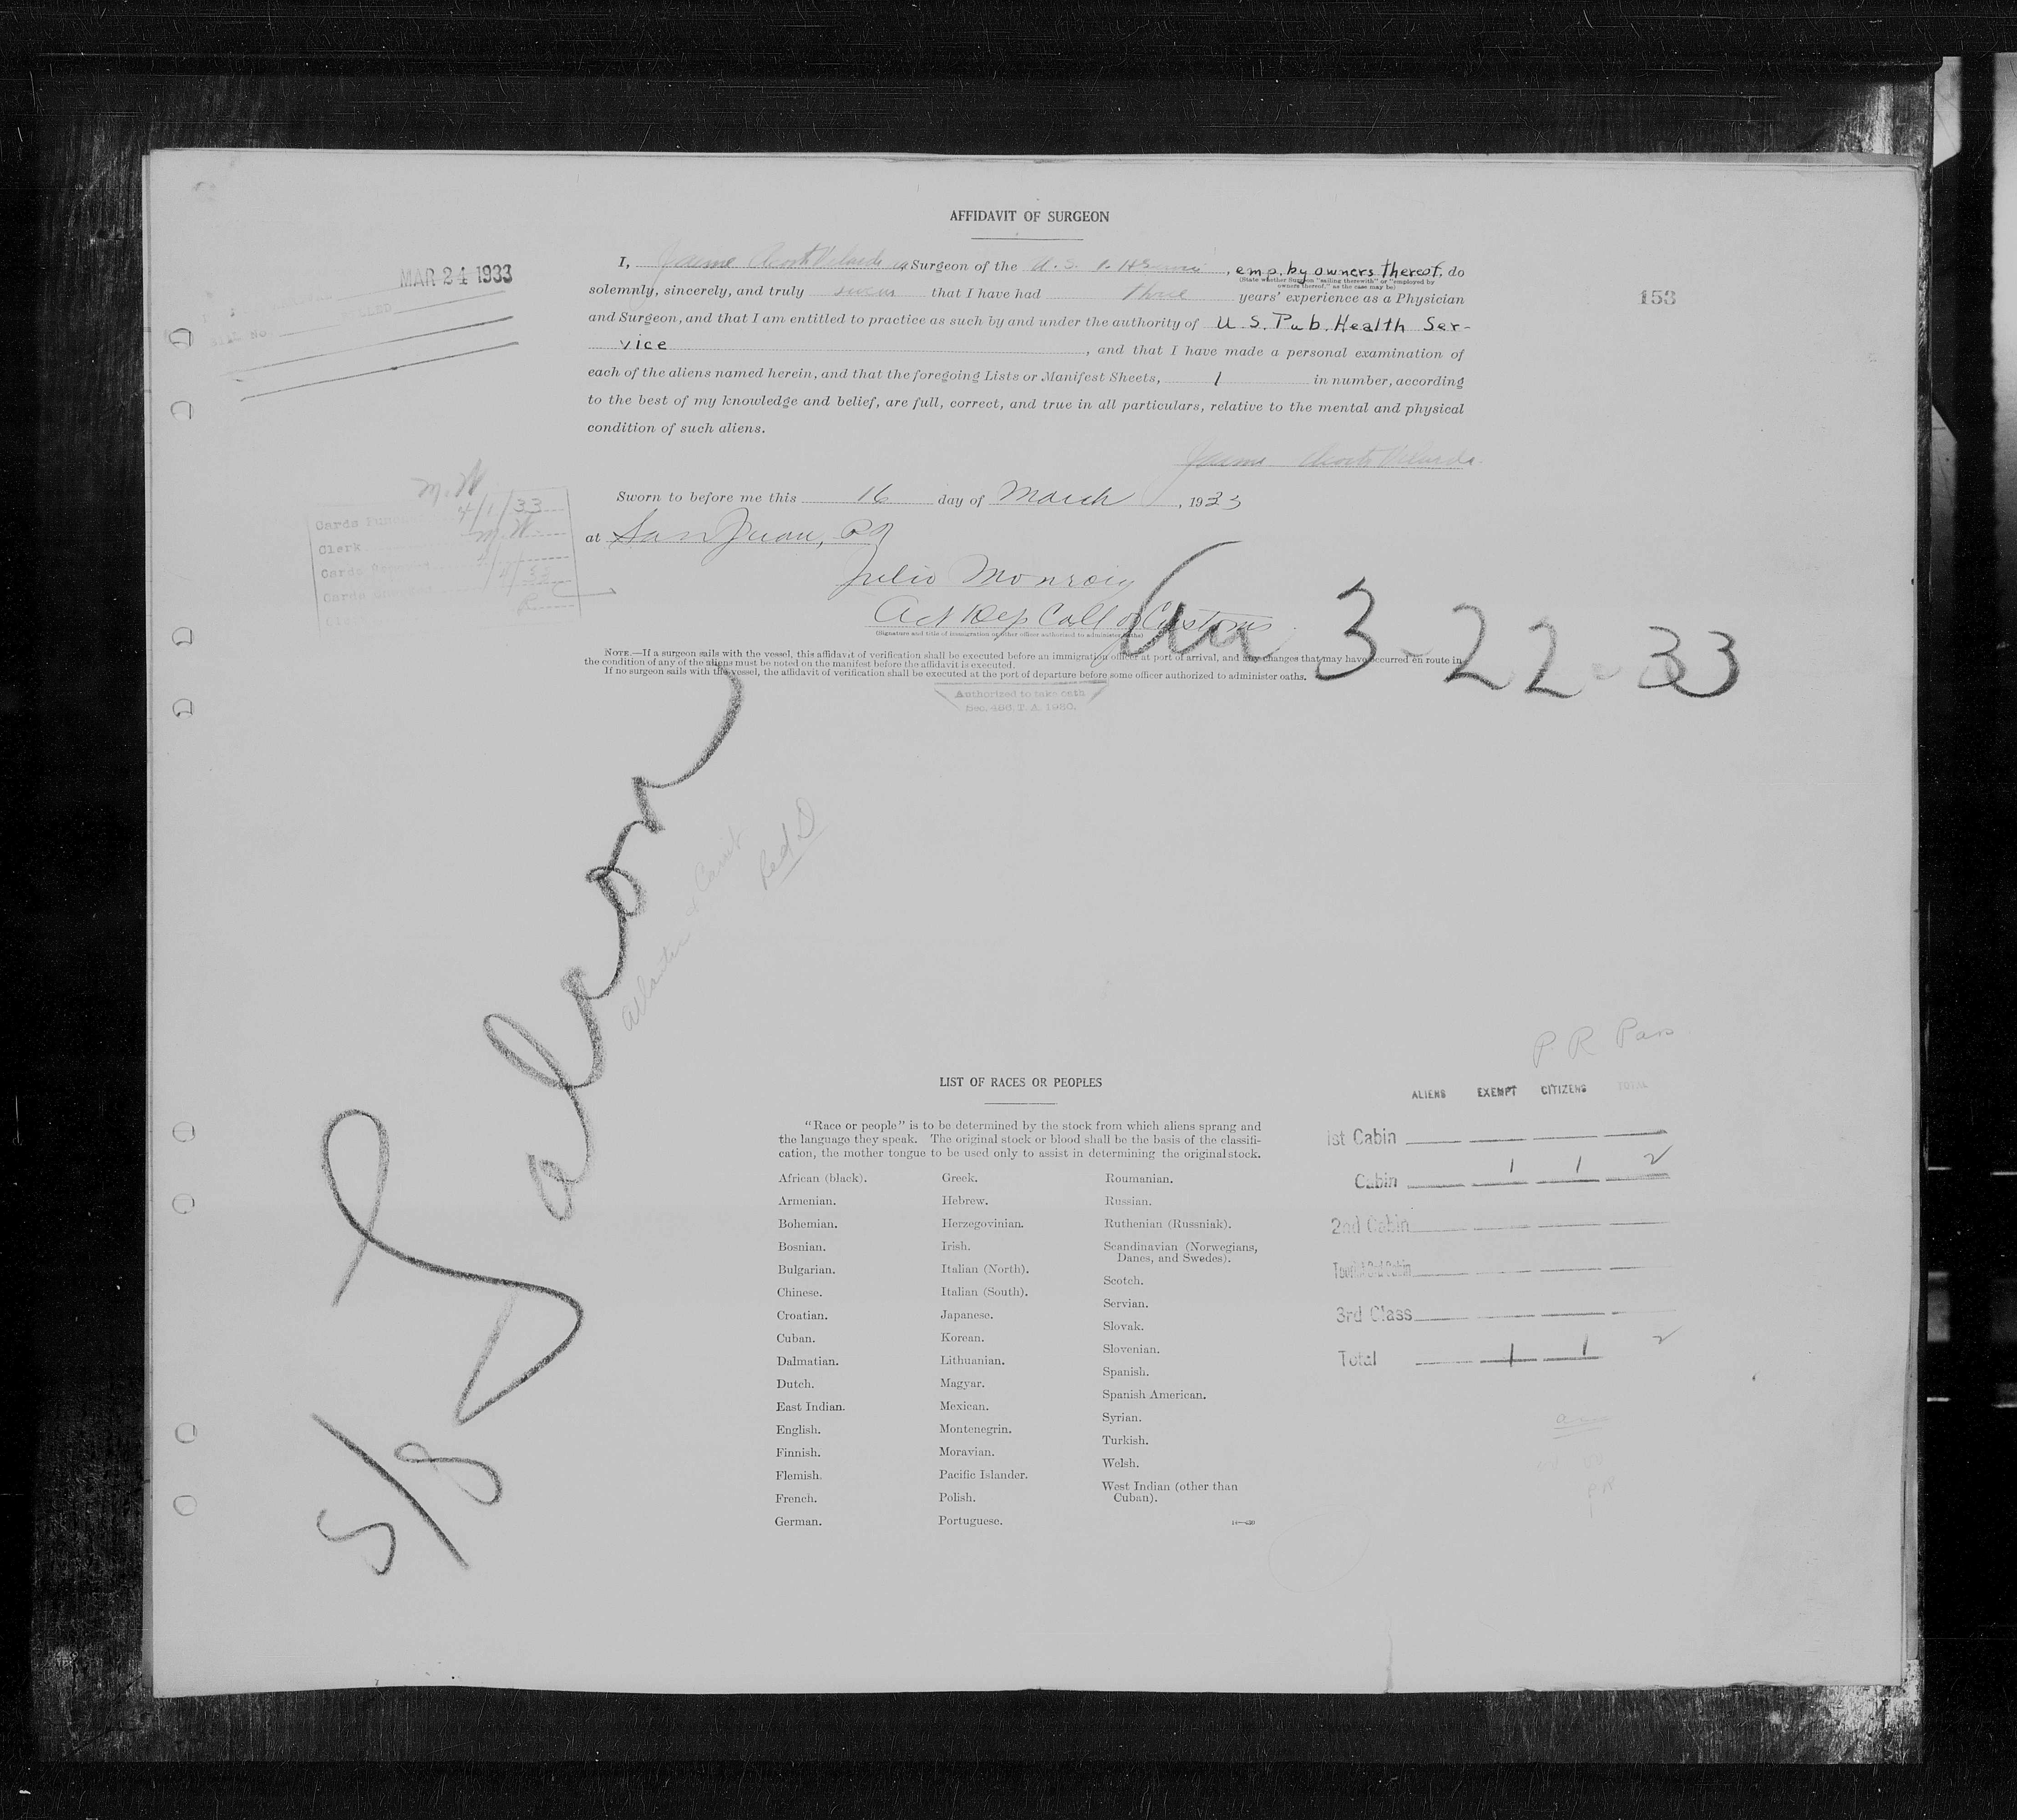 AFFIDAVIT OF SURGEON
MAR 24 1933
153
I, Jaime Surgeon of the U. S. P. H. , emp. by owners thereof, do
(State whether Surgeon "sailing therewith" or "employed by
owners thereof," as the case may be)
solemnly, sincerely, and truly swear that I have had three years' experience as a Physician
and Surgeon, and that I am entitled to practice as such by and under the authority of U. S. Pub. Health Ser-
vice , and that I have made a personal examination of
each of the aliens named herein, and that the foregoing Lists or Manifest Sheets, 1 in number, according
to the best of my knowledge and belief, are full, correct, and true in all particulars, relative to the mental and physical
condition of such aliens.
Sworn to before me this 16 day of March, 1933
at San Juan, PR
Julio Monroig
Act Dep Coll of Customs
(Signature and title of immigration or other officer authorized to administer oaths)
NOTE.—If a surgeon sails with the vessel, this affidavit of verification shall be executed before an immigration officer at port of arrival, and any changes that may have occurred en route in
the condition of any of the aliens must be noted on the manifest before the affidavit is executed.
If no surgeon sails with the vessel, the affidavit of verification shall be executed at the port of departure before some officer authorized to administer oaths.
Authorized to take oath
Sec. 486, T. A. 1930.
3-22-33
M. W
4/1/33
Clerk M. W.
Red D
S/S
P. R Pass
ALIENS EXEMPT CITIZENS TOTAL
1st Cabin
Cabin 1 1 2
2nd Cabin
Tourist 3rd Cabin
3rd Class
Total 1 1 2
LIST OF RACES OR PEOPLES
"Race or people" is to be determined by the stock from which aliens sprang and
the language they speak. The original stock or blood shall be the basis of the classifi-
cation, the mother tongue to be used only to assist in determining the original stock.
African (black).
Armenian.
Bohemian.
Bosnian.
Bulgarian.
Chinese.
Croatian.
Cuban.
Dalmatian.
Dutch.
East Indian.
English.
Finnish.
Flemish.
French.
German.
Greek.
Hebrew.
Herzegovinian.
Irish.
Italian (North).
Italian (South).
Japanese.
Korean.
Lithuanian.
Magyar.
Mexican.
Montenegrin.
Moravian.
Pacific Islander.
Polish.
Portuguese.
Roumanian.
Russian.
Ruthenian (Russniak).
Scandinavian (Norwegians,
Danes, and Swedes).
Scotch.
Servian.
Slovak.
Slovenian.
Spanish.
Spanish American.
Syrian.
Turkish.
Welsh.
West Indian (other than
Cuban).